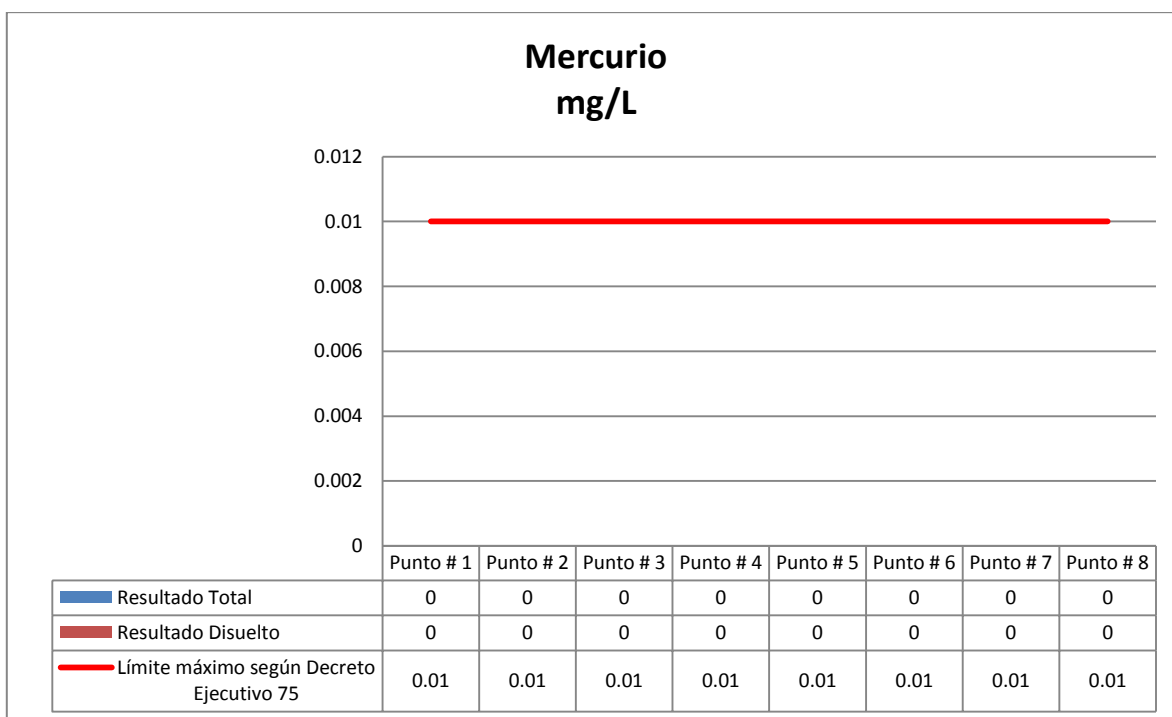 Mercurio
mg/L
0.012
0.01
0.008
0.006
0.004
0.002
0
Punto # 1 Punto # 2 Punto # 3 Punto # 4 Punto # 5 Punto # 6 Punto # 7 Punto # 8
Resultado Total 0 0 0 0 0 0 0 0
Resultado Disuelto 0 0 0 0 0 0 0 0
Límite máximo según Decreto
Ejecutivo 75 0.01 0.01 0.01 0.01 0.01 0.01 0.01 0.01